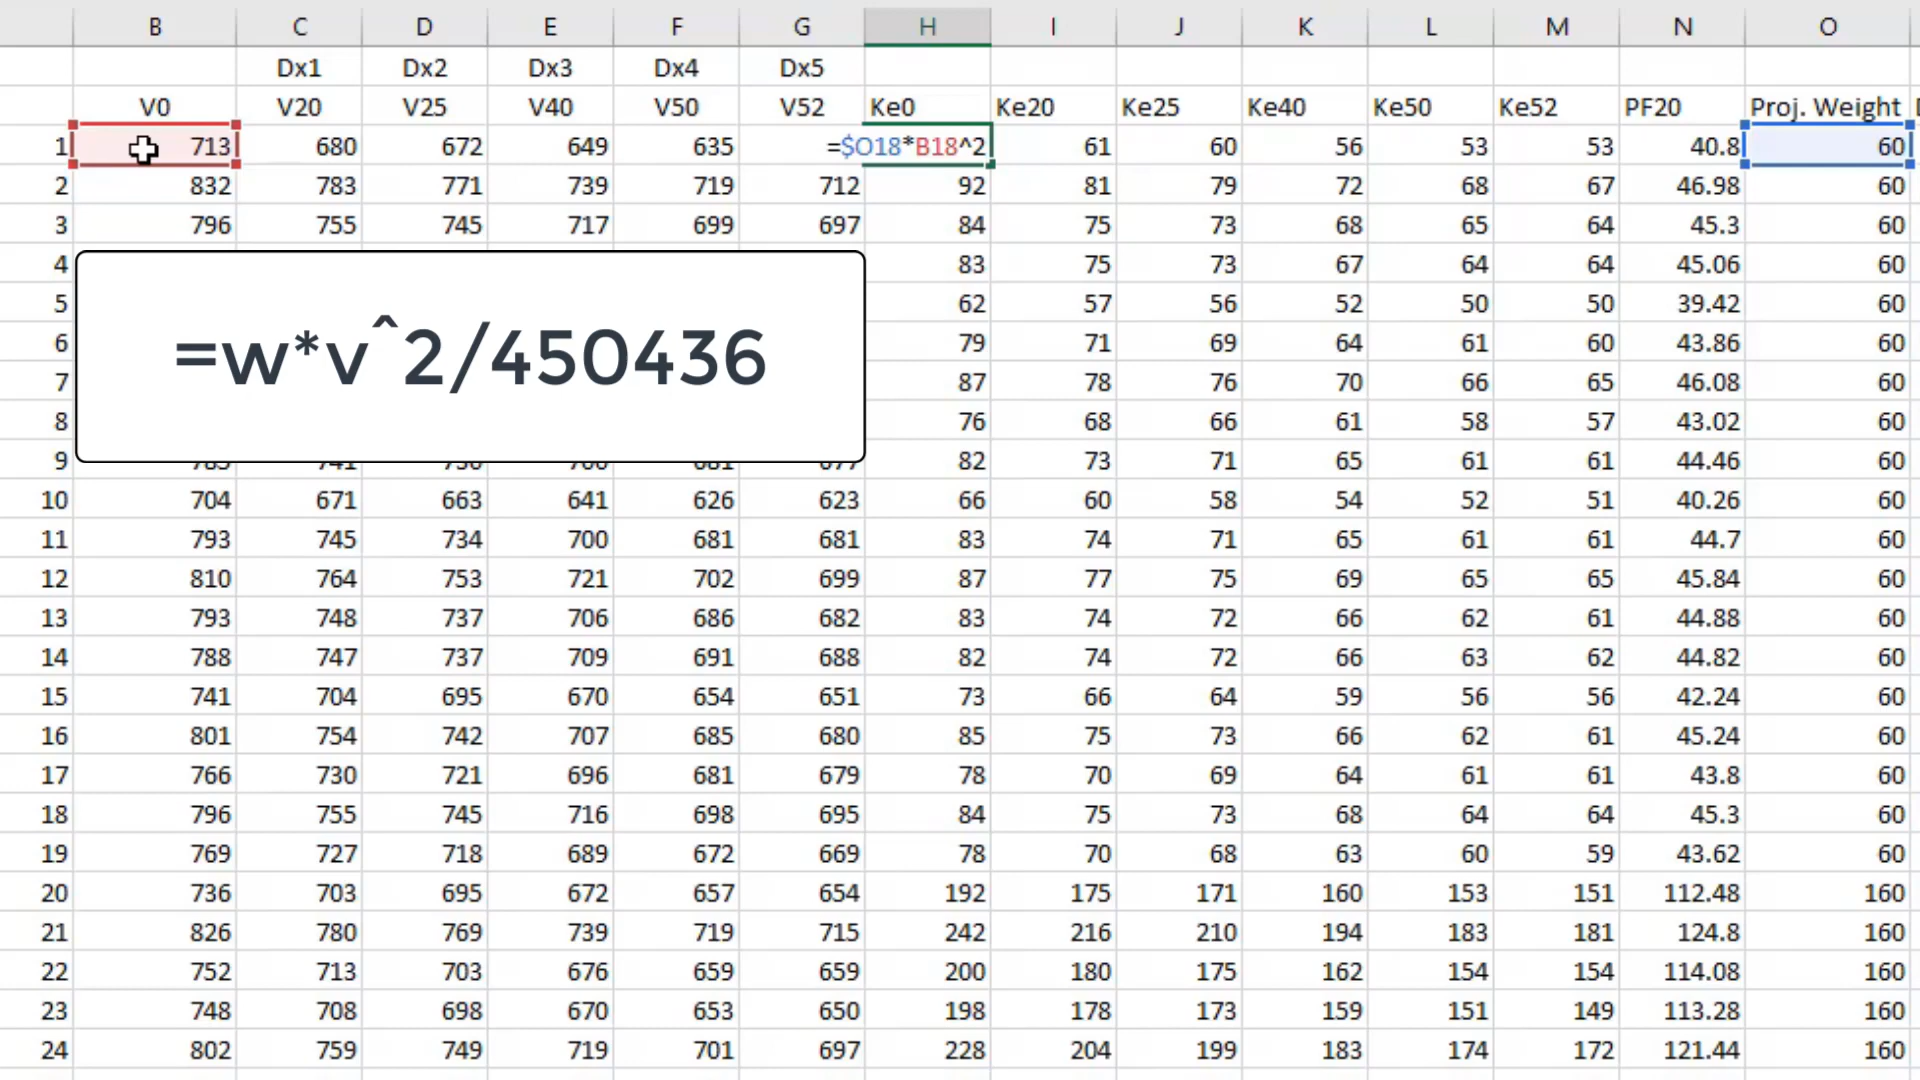 B C D E F G H I J K L M N O
Dx1 Dx2 Dx3 Dx4 Dx5
V0 V20 V25 V40 V50 V52 Ke0 Ke20 Ke25 Ke40 Ke50 Ke52 PF20 Proj. Weight
1 713 680 672 649 635 =$O18*B18^2 61 60 56 53 53 40.8 60
2 832 783 771 739 719 712 92 81 79 72 68 67 46.98 60
3 796 755 745 717 699 697 84 75 73 68 65 64 45.3 60
4 83 75 73 67 64 64 45.06 60
5 62 57 56 52 50 50 39.42 60
=w*v^2/450436
6 79 71 69 64 61 60 43.86 60
7 87 78 76 70 66 65 46.08 60
8 76 68 66 61 58 57 43.02 60
9 82 73 71 65 61 61 44.46 60
10 704 671 663 641 626 623 66 60 58 54 52 51 40.26 60
11 793 745 734 700 681 681 83 74 71 65 61 61 44.7 60
12 810 764 753 721 702 699 87 77 75 69 65 65 45.84 60
13 793 748 737 706 686 682 83 74 72 66 62 61 44.88 60
14 788 747 737 709 691 688 82 74 72 66 63 62 44.82 60
15 741 704 695 670 654 651 73 66 64 59 56 56 42.24 60
16 801 754 742 707 685 680 85 75 73 66 62 61 45.24 60
17 766 730 721 696 681 679 78 70 69 64 61 61 43.8 60
18 796 755 745 716 698 695 84 75 73 68 64 64 45.3 60
19 769 727 718 689 672 669 78 70 68 63 60 59 43.62 60
20 736 703 695 672 657 654 192 175 171 160 153 151 112.48 160
21 826 780 769 739 719 715 242 216 210 194 183 181 124.8 160
22 752 713 703 676 659 659 200 180 175 162 154 154 114.08 160
23 748 708 698 670 653 650 198 178 173 159 151 149 113.28 160
24 802 759 749 719 701 697 228 204 199 183 174 172 121.44 160